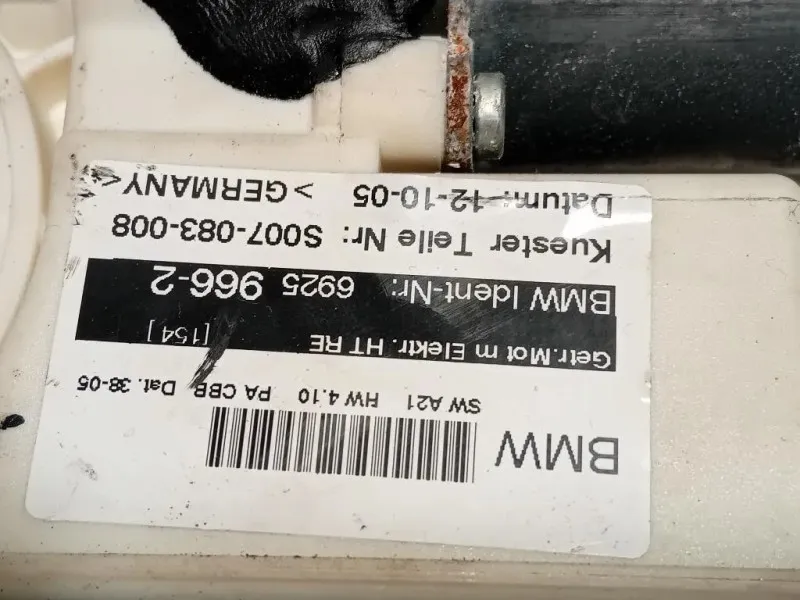 BMW
SW A21 HW 4.10 PA CBB Dat. 38-05
Getr.Mot m Elektr. HT RE [154]
BMW Ident-Nr: 6925 966-2
Kuester Teile Nr: S007-083-008
Datum: 12-10-05 >GERMANY<